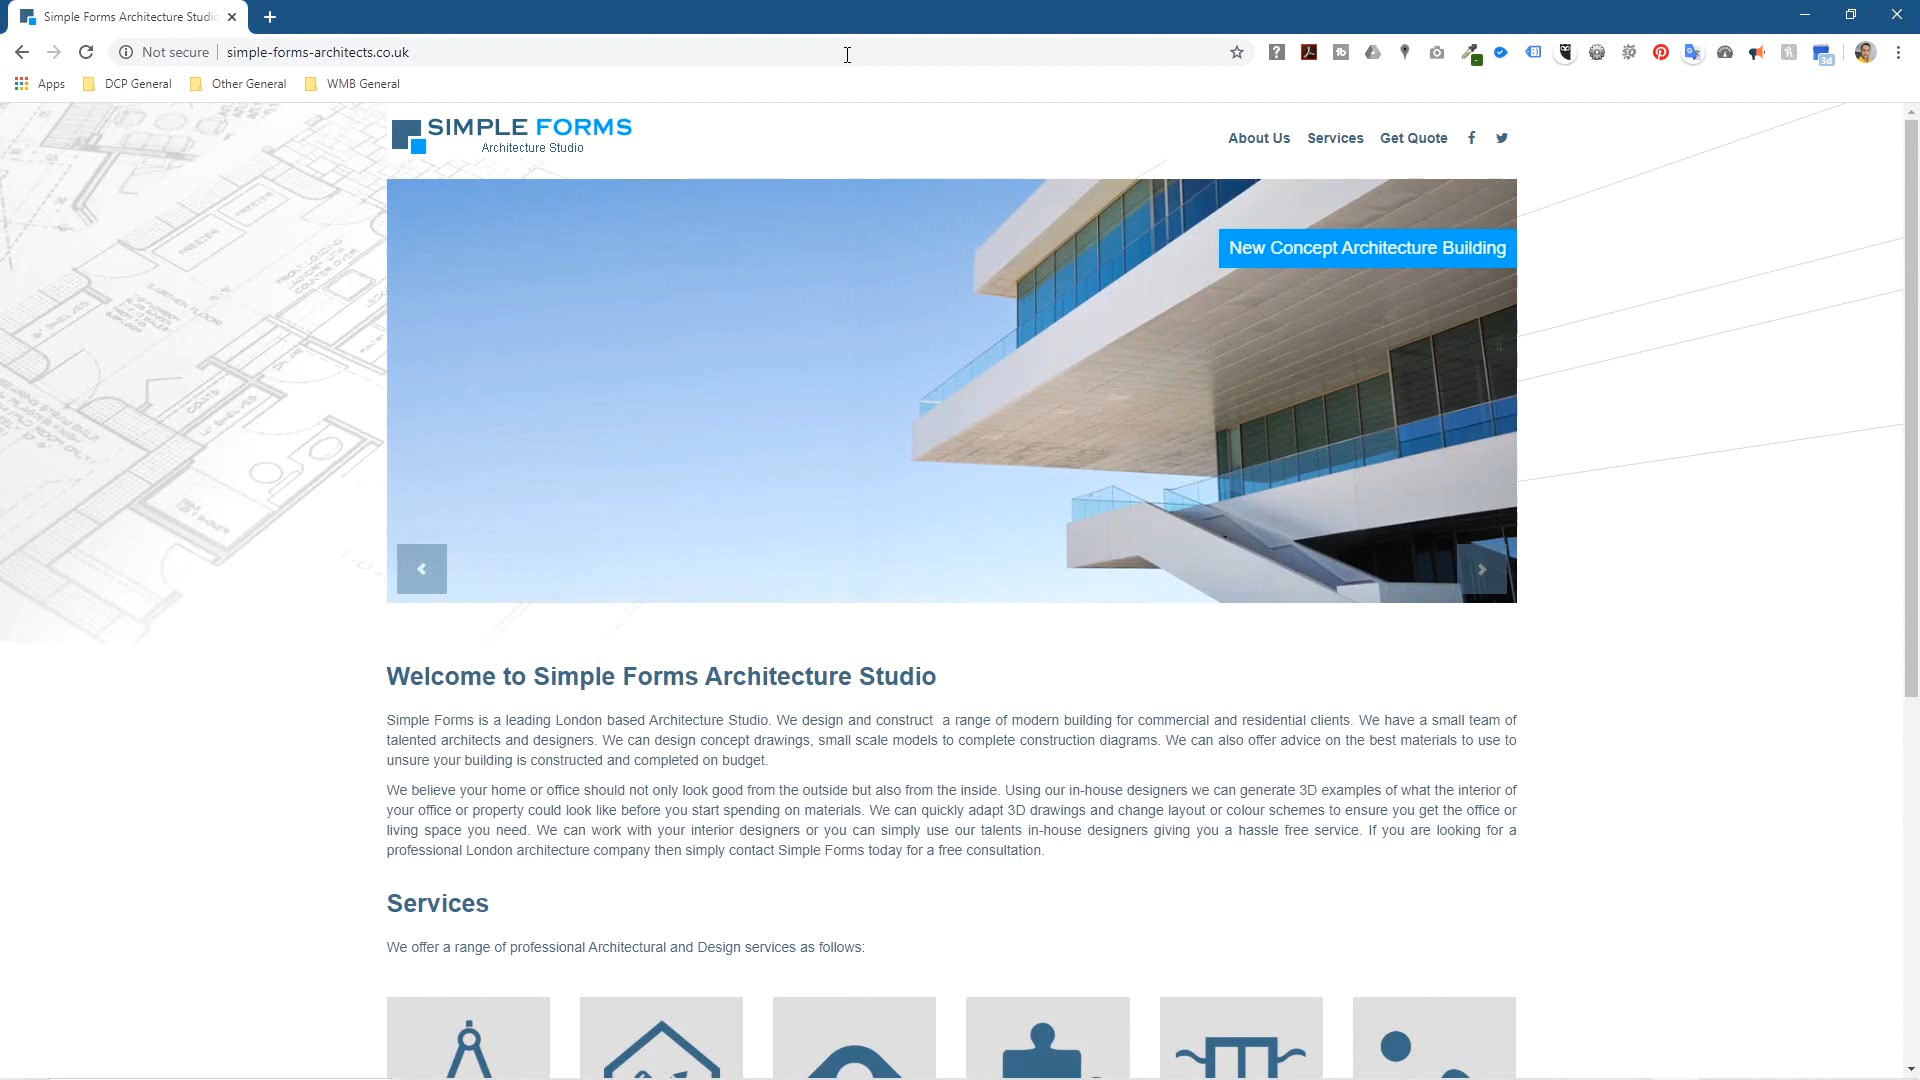 Simple Forms Architecture Studio
Not secure
simple-forms-architects.co.uk
Apps
DCP General
Other General
WMB General
SIMPLE FORMS
Architecture Studio
About Us
Services
Get Quote
New Concept Architecture Building
Welcome to Simple Forms Architecture Studio
Simple Forms is a leading London based Architecture Studio. We design and construct a range of modern building for commercial and residential clients. We have a small team of
talented architects and designers. We can design concept drawings, small scale models to complete construction diagrams. We can also offer advice on the best materials to use to
unsure your building is constructed and completed on budget.
We believe your home or office should not only look good from the outside but also from the inside. Using our in-house designers we can generate 3D examples of what the interior of
your office or property could look like before you start spending on materials. We can quickly adapt 3D drawings and change layout or colour schemes to ensure you get the office or
living space you need. We can work with your interior designers or you can simply use our talents in-house designers giving you a hassle free service. If you are looking for a
professional London architecture company then simply contact Simple Forms today for a free consultation.
Services
We offer a range of professional Architectural and Design services as follows: